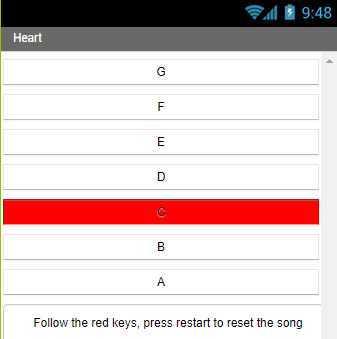 9:48
Heart
G
F
E
D
C
B
A
Follow the red keys, press restart to reset the song